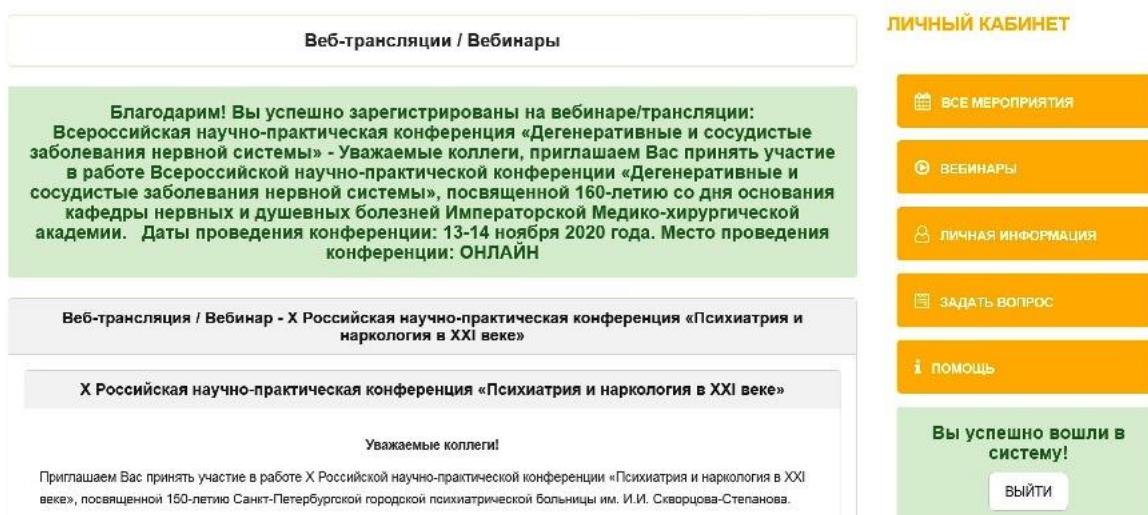 Веб-трансляции / Вебинары
Благодарим! Вы успешно зарегистрированы на вебинаре/трансляции:
Всероссийская научно-практическая конференция «Дегенеративные и сосудистые
заболевания нервной системы» - Уважаемые коллеги, приглашаем Вас принять участие
в работе Всероссийской научно-практической конференции «Дегенеративные и
сосудистые заболевания нервной системы», посвященной 160-летию со дня основания
кафедры нервных и душевных болезней Императорской Медико-хирургической
академии. Даты проведения конференции: 13-14 ноября 2020 года. Место проведения
конференции: ОНЛАЙН
Веб-трансляция / Вебинар - X Российская научно-практическая конференция «Психиатрия и
наркология в XXI веке»
X Российская научно-практическая конференция «Психиатрия и наркология в XXI веке»
Уважаемые коллеги!
Приглашаем Вас принять участие в работе X Российской научно-практической конференции «Психиатрия и наркология в XXI
веке», посвященной 150-летию Санкт-Петербургской городской психиатрической больницы им. И.И. Скворцова-Степанова.
ЛИЧНЫЙ КАБИНЕТ
ВСЕ МЕРОПРИЯТИЯ
ВЕБИНАРЫ
ЛИЧНАЯ ИНФОРМАЦИЯ
ЗАДАТЬ ВОПРОС
ПОМОЩЬ
Вы успешно вошли в
систему!
ВЫЙТИ